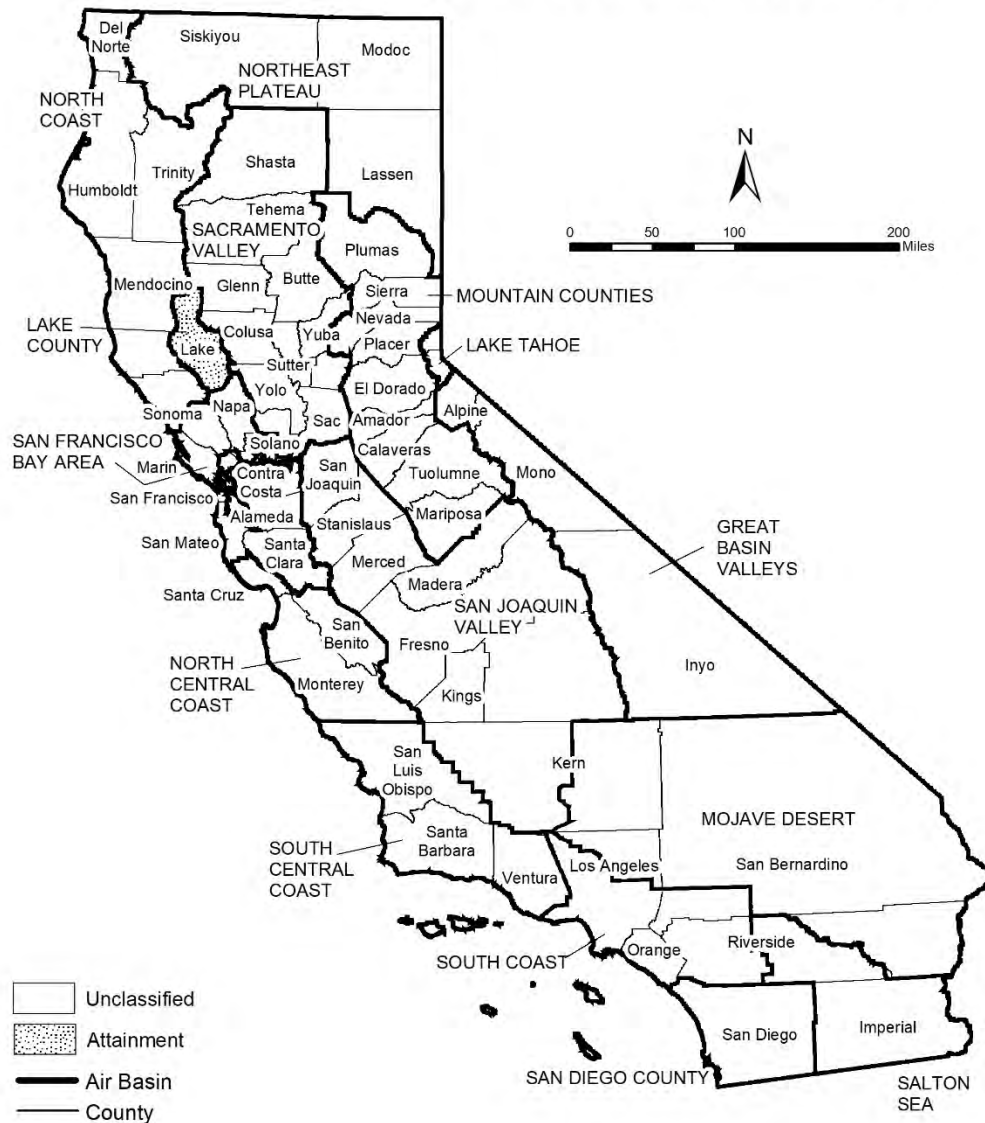 Del
Norte
Siskiyou
Modoc
NORTHEAST
PLATEAU
NORTH
COAST
N
Humboldt
Trinity
Shasta
Lassen
Tehema
SACRAMENTO
VALLEY
Plumas
0 50 100 200
Miles
Mendocino
Glenn
Butte
Sierra
MOUNTAIN COUNTIES
Nevada
LAKE
COUNTY
Lake
Colusa
Yuba
Placer
LAKE TAHOE
Sutter
Yolo
El Dorado
Sonoma
Napa
Sac
Amador
Alpine
SAN FRANCISCO
BAY AREA
Solano
Calaveras
Marin
Contra
Costa
San
Joaquin
Tuolumne
Mono
San Francisco
Alameda
Stanislaus
Mariposa
GREAT
BASIN
VALLEYS
San Mateo
Santa
Clara
Merced
Santa Cruz
Madera
SAN JOAQUIN
VALLEY
San
Benito
Fresno
Inyo
NORTH
CENTRAL
COAST
Monterey
Kings
San
Luis
Obispo
Kern
MOJAVE DESERT
SOUTH
CENTRAL
COAST
Santa
Barbara
Ventura
Los Angeles
San Bernardino
SOUTH COAST
Orange
Riverside
Unclassified
Attainment
Air Basin
County
San Diego
Imperial
SAN DIEGO COUNTY
SALTON
SEA